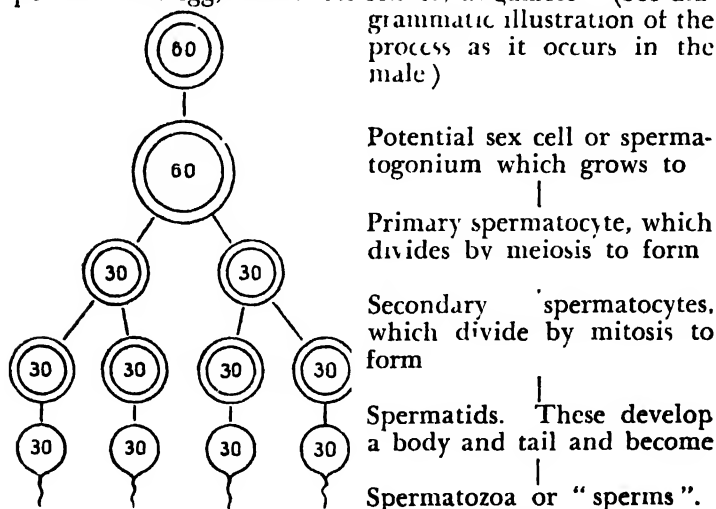 grammatic illustration of the
process as it occurs in the
male)
60
Potential sex cell or sperma-
togonium which grows to
60
Primary spermatocyte, which
divides by meiosis to form
30 30
Secondary spermatocytes,
which divide by mitosis to
form
30 30 30 30
Spermatids. These develop
a body and tail and become
30 30 30 30
Spermatozoa or "sperms".